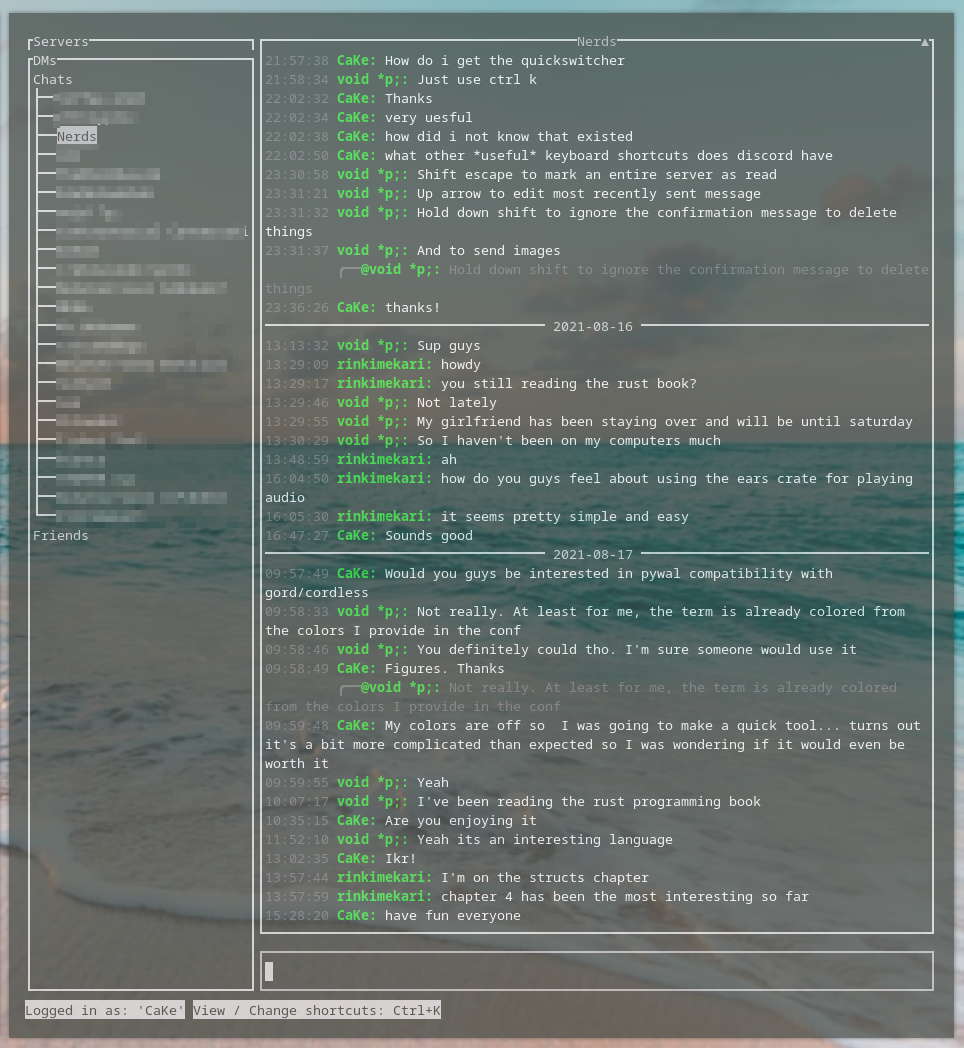 Servers
DMs
Chats
Nerds
Friends
Nerds ▲
21:57:38 CaKe: How do i get the quickswitcher
21:58:34 void *p;: Just use ctrl k
22:02:32 CaKe: Thanks
22:02:34 CaKe: very uesful
22:02:38 CaKe: how did i not know that existed
22:02:50 CaKe: what other *useful* keyboard shortcuts does discord have
23:30:58 void *p;: Shift escape to mark an entire server as read
23:31:21 void *p;: Up arrow to edit most recently sent message
23:31:32 void *p;: Hold down shift to ignore the confirmation message to delete
things
23:31:37 void *p;: And to send images
╭──@void *p;: Hold down shift to ignore the confirmation message to delete
things
23:36:26 CaKe: thanks!
2021-08-16
13:13:32 void *p;: Sup guys
13:29:09 rinkimekari: howdy
13:29:17 rinkimekari: you still reading the rust book?
13:29:46 void *p;: Not lately
13:29:55 void *p;: My girlfriend has been staying over and will be until saturday
13:30:29 void *p;: So I haven't been on my computers much
13:48:59 rinkimekari: ah
16:04:50 rinkimekari: how do you guys feel about using the ears crate for playing
audio
16:05:30 rinkimekari: it seems pretty simple and easy
16:47:27 CaKe: Sounds good
2021-08-17
09:57:49 CaKe: Would you guys be interested in pywal compatibility with
gord/cordless
09:58:33 void *p;: Not really. At least for me, the term is already colored from
the colors I provide in the conf
09:58:46 void *p;: You definitely could tho. I'm sure someone would use it
09:58:49 CaKe: Figures. Thanks
╭──@void *p;: Not really. At least for me, the term is already colored
from the colors I provide in the conf
09:59:48 CaKe: My colors are off so  I was going to make a quick tool... turns out
it's a bit more complicated than expected so I was wondering if it would even be
worth it
09:59:55 void *p;: Yeah
10:07:17 void *p;: I've been reading the rust programming book
10:35:15 CaKe: Are you enjoying it
11:52:10 void *p;: Yeah its an interesting language
13:02:35 CaKe: Ikr!
13:57:44 rinkimekari: I'm on the structs chapter
13:57:59 rinkimekari: chapter 4 has been the most interesting so far
15:28:20 CaKe: have fun everyone
Logged in as: 'CaKe' View / Change shortcuts: Ctrl+K